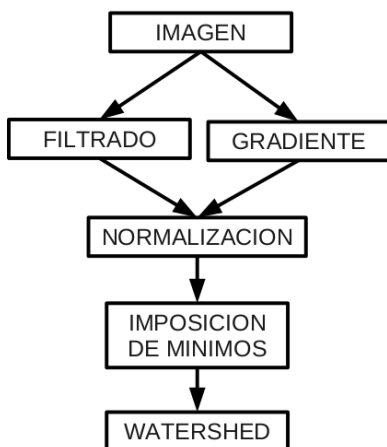 IMAGEN
FILTRADO
GRADIENTE
NORMALIZACION
IMPOSICION
DE MINIMOS
WATERSHED